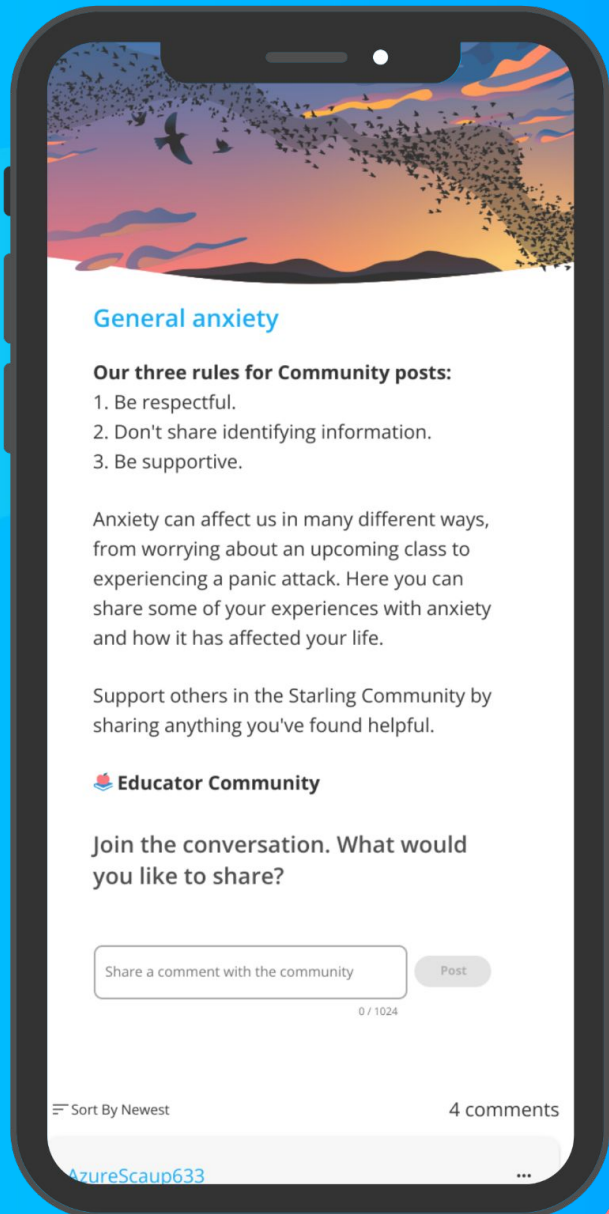 General anxiety
Our three rules for Community posts:
1. Be respectful.
2. Don't share identifying information.
3. Be supportive.
Anxiety can affect us in many different ways,
from worrying about an upcoming class to
experiencing a panic attack. Here you can
share some of your experiences with anxiety
and how it has affected your life.
Support others in the Starling Community by
sharing anything you've found helpful.
Educator Community
Join the conversation. What would
you like to share?
Share a comment with the community
Post
0 / 1024
Sort By Newest
4 comments
AzureScaup633